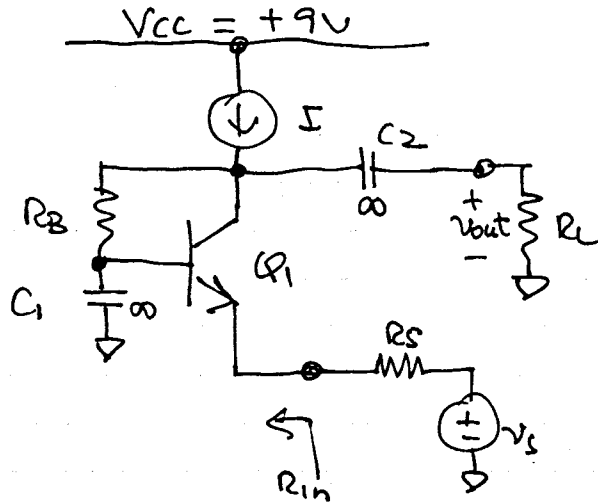 VCC = +9V
I
C2
∞
RB
+
Vout
-
RL
Q1
C1
∞
RS
+
-
Vs
Rin